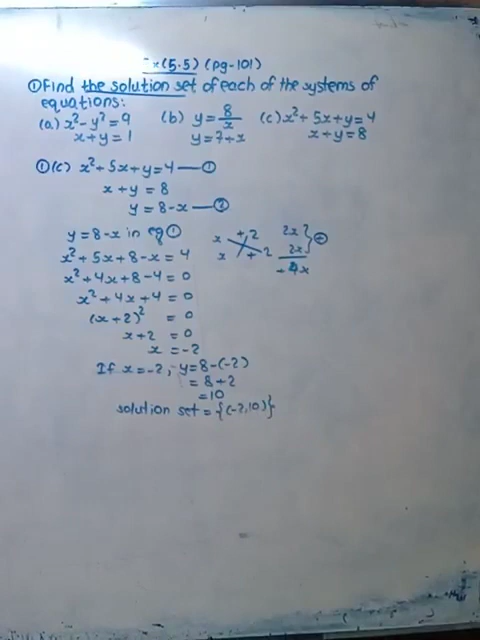 Ex(5.5) (pg-101)
① Find the solution set of each of the systems of
equations:
(a) x² - y² = 9 (b) y = 8/x (c) x² + 5x + y = 4
x + y = 1 y = 7 + x x + y = 8
① (c) x² + 5x + y = 4 — ①
x + y = 8
y = 8 - x — ②
y = 8 - x in eq ①
x² + 5x + 8 - x = 4
x² + 4x + 8 - 4 = 0
x² + 4x + 4 = 0
(x + 2)² = 0
x + 2 = 0
x = -2
If x = -2, y = 8 - (-2)
= 8 + 2
= 10
solution set = {(-2, 10)}
x +2 2x
x +2 2x
+4x